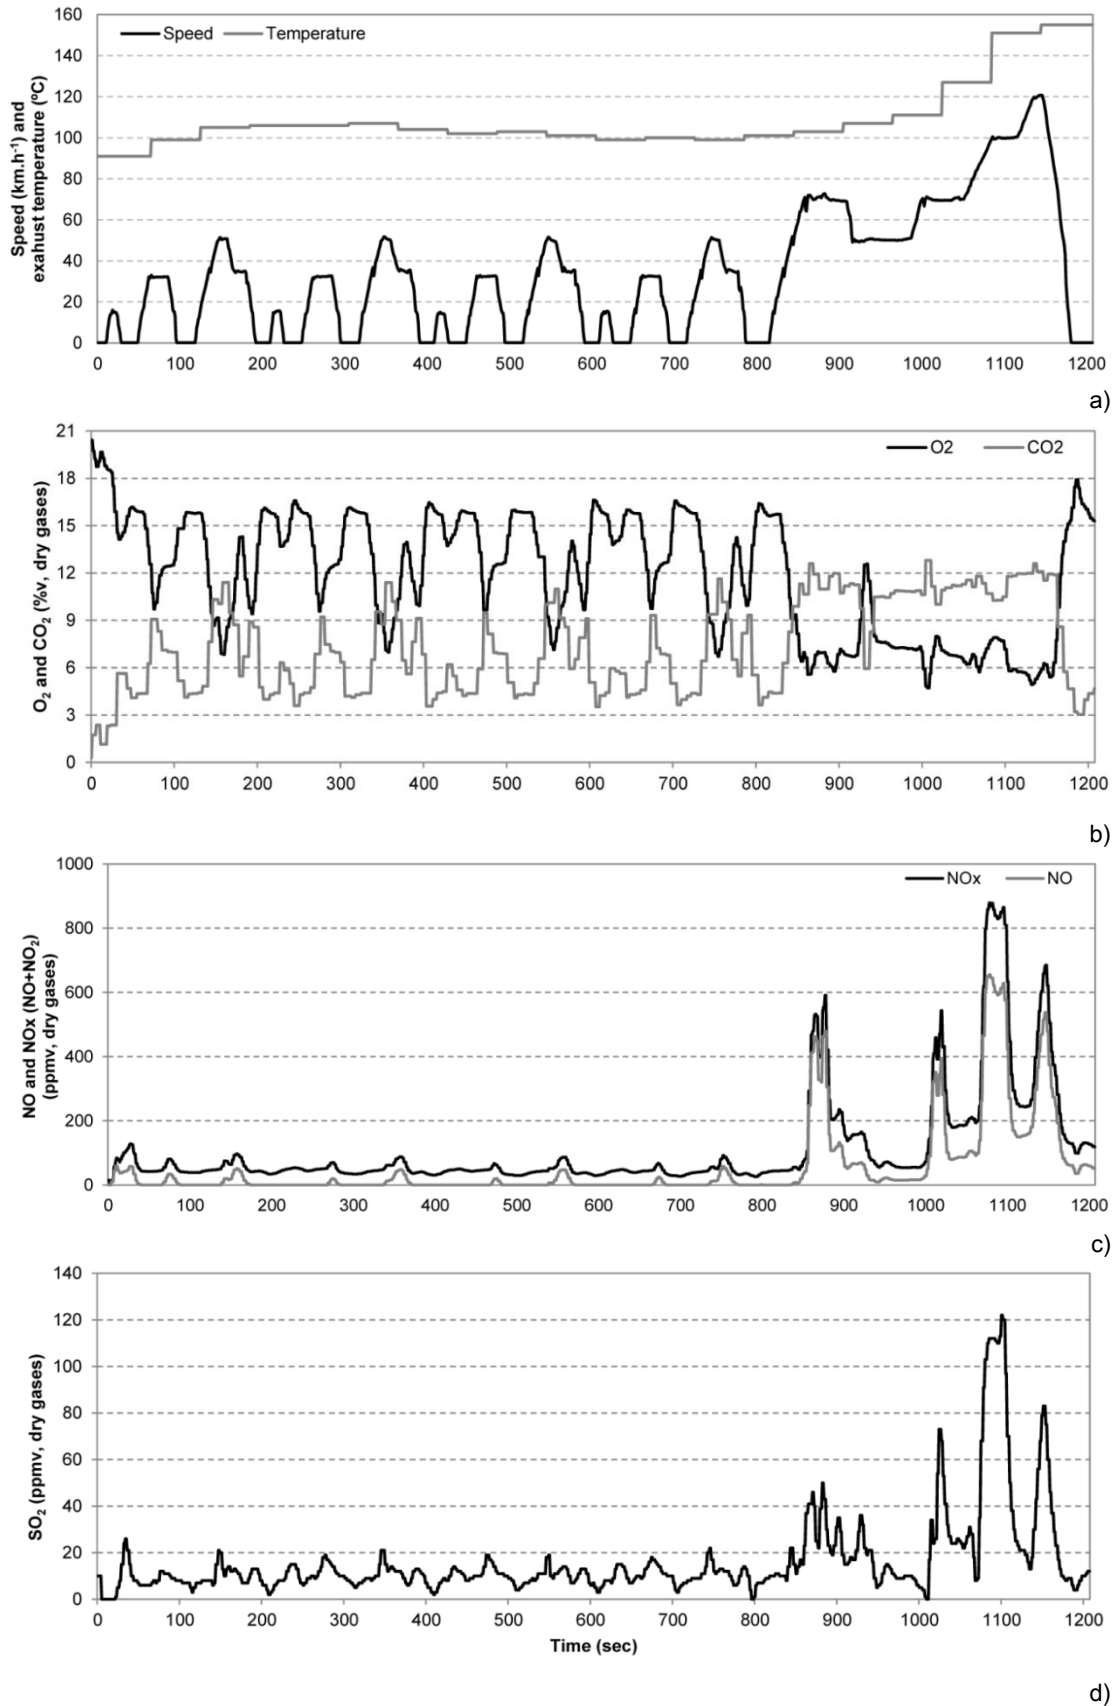 160
140
120
100
80
60
40
20
0
Speed (km.h⁻¹) and
exahust temperature (ºC)
Speed Temperature
0 100 200 300 400 500 600 700 800 900 1000 1100 1200
a)
21
18
15
12
9
6
3
0
O₂ and CO₂ (%v, dry gases)
O2 CO2
0 100 200 300 400 500 600 700 800 900 1000 1100 1200
b)
1000
800
600
400
200
0
NO and NOx (NO+NO₂)
(ppmv, dry gases)
NOx NO
0 100 200 300 400 500 600 700 800 900 1000 1100 1200
c)
140
120
100
80
60
40
20
0
SO₂ (ppmv, dry gases)
0 100 200 300 400 500 600 700 800 900 1000 1100 1200
Time (sec)
d)